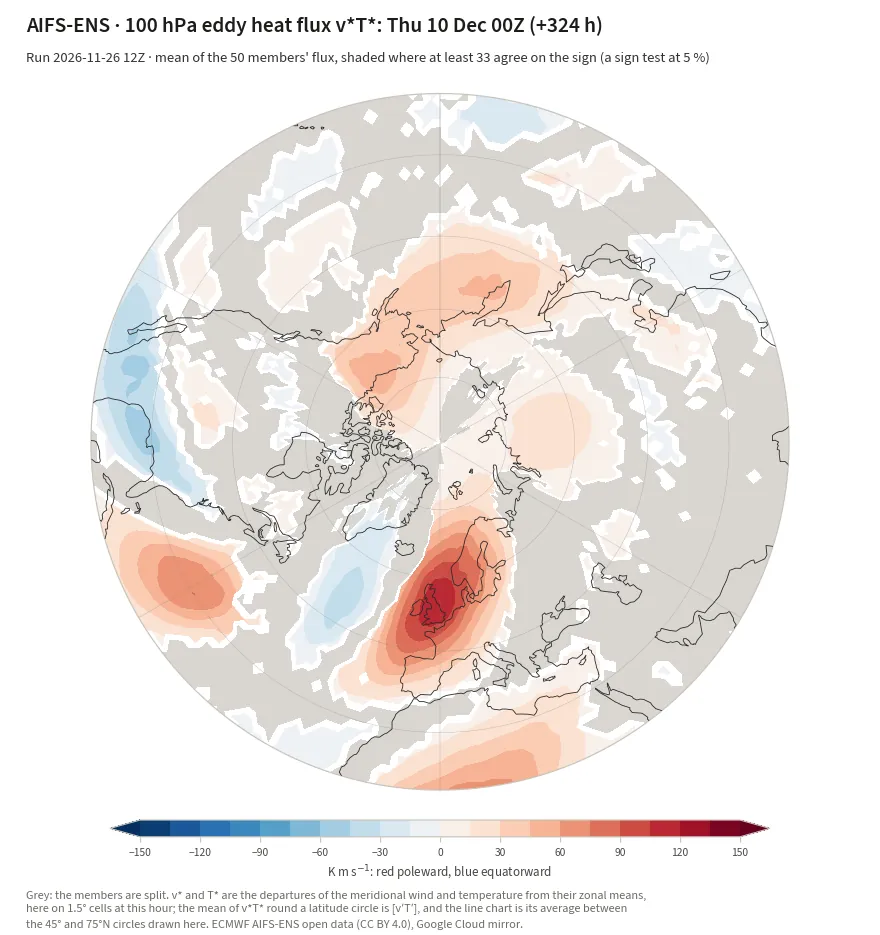 AIFS-ENS · 100 hPa eddy heat flux v*T*: Thu 10 Dec 00Z (+324 h)
Run 2026-11-26 12Z · mean of the 50 members' flux, shaded where at least 33 agree on the sign (a sign test at 5 %)
−150 −120 −90 −60 −30 0 30 60 90 120 150
K m s⁻¹: red poleward, blue equatorward
Grey: the members are split. v* and T* are the departures of the meridional wind and temperature from their zonal means,
here on 1.5° cells at this hour; the mean of v*T* round a latitude circle is [v'T'], and the line chart is its average between
the 45° and 75°N circles drawn here. ECMWF AIFS-ENS open data (CC BY 4.0), Google Cloud mirror.